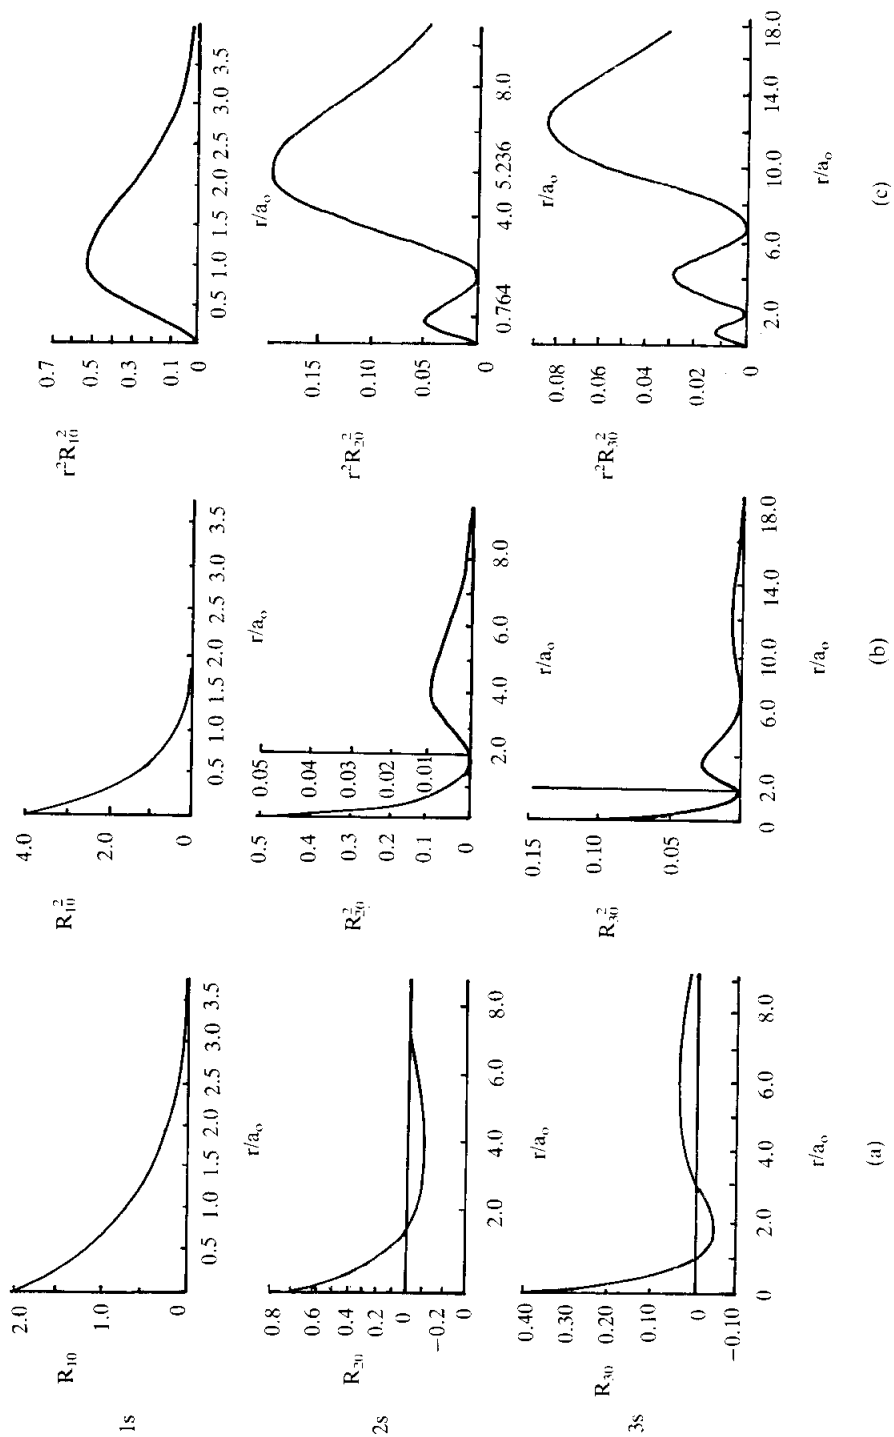 1s
R₁₀
2.0
1.0
0
0.5 1.0 1.5 2.0 2.5 3.0 3.5
r/a₀
R²₁₀
4.0
2.0
0
0.5 1.0 1.5 2.0 2.5 3.0 3.5
r/a₀
r²R²₁₀
0.7
0.5
0.3
0.1
0
0.5 1.0 1.5 2.0 2.5 3.0 3.5
r/a₀
2s
R₂₀
0.8
0.6
0.4
0.2
0
−0.2
0
2.0 4.0 6.0 8.0
r/a₀
R²₂₀
0.5
0.4
0.3
0.2
0.1
0
0.05
0.04
0.03
0.02
0.01
2.0 4.0 6.0 8.0
r/a₀
r²R²₂₀
0.15
0.10
0.05
0
0.764 4.0 5.236 8.0
r/a₀
3s
R₃₀
0.40
0.30
0.20
0.10
0
−0.10
0 2.0 4.0 6.0 8.0
r/a₀
(a)
R²₃₀
0.15
0.10
0.05
0 2.0 6.0 10.0 14.0 18.0
r/a₀
(b)
r²R²₃₀
0.08
0.06
0.04
0.02
0
2.0 6.0 10.0 14.0 18.0
r/a₀
(c)